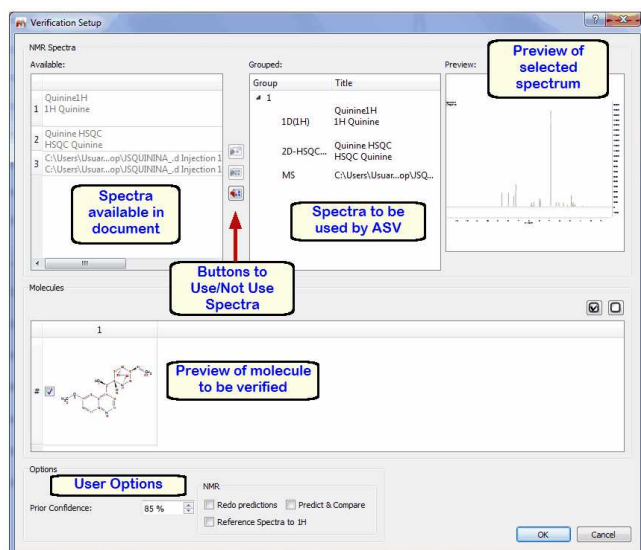 Verification Setup
NMR Spectra
Available:
Grouped:
Preview:
Preview of
selected
spectrum
Group Title
1
Quinine1H
1 1H Quinine
2 Quinine HSQC
HSQC Quinine
3 C:\Users\Usuar...op\USQUININA_.d Injection 1
C:\Users\Usuar...op\USQUININA_.d Injection 1
Quinine1H
1D(1H) 1H Quinine
2D-HSQC... Quinine HSQC
HSQC Quinine
MS C:\Users\Usuar...op\USQ...
Spectra
available in
document
Spectra to be
used by ASV
Buttons to
Use/Not Use
Spectra
Molecules
1
#
Preview of molecule
to be verified
Options
User Options
NMR
Prior Confidence: 85 %
Redo predictions Predict & Compare
Reference Spectra to 1H
OK Cancel